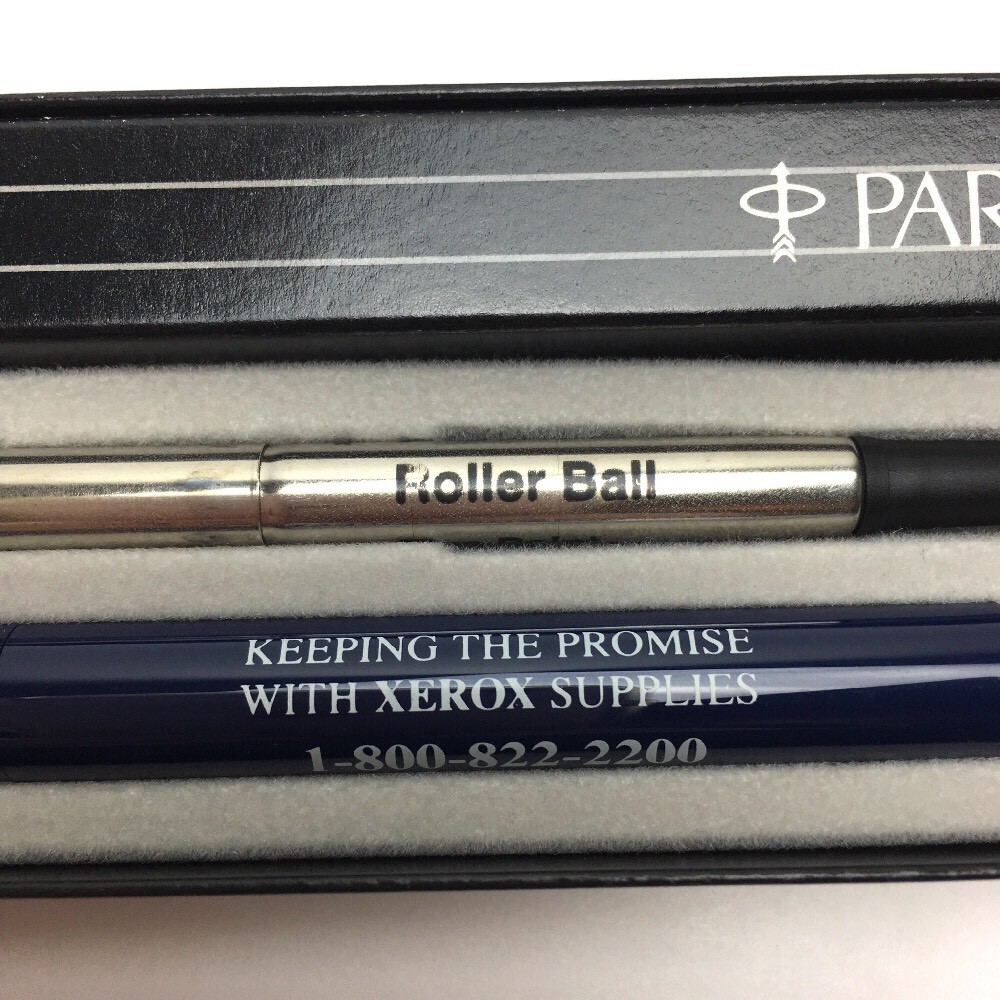 PAR
Roller Ball
KEEPING THE PROMISE
WITH XEROX SUPPLIES
1-800-822-2200